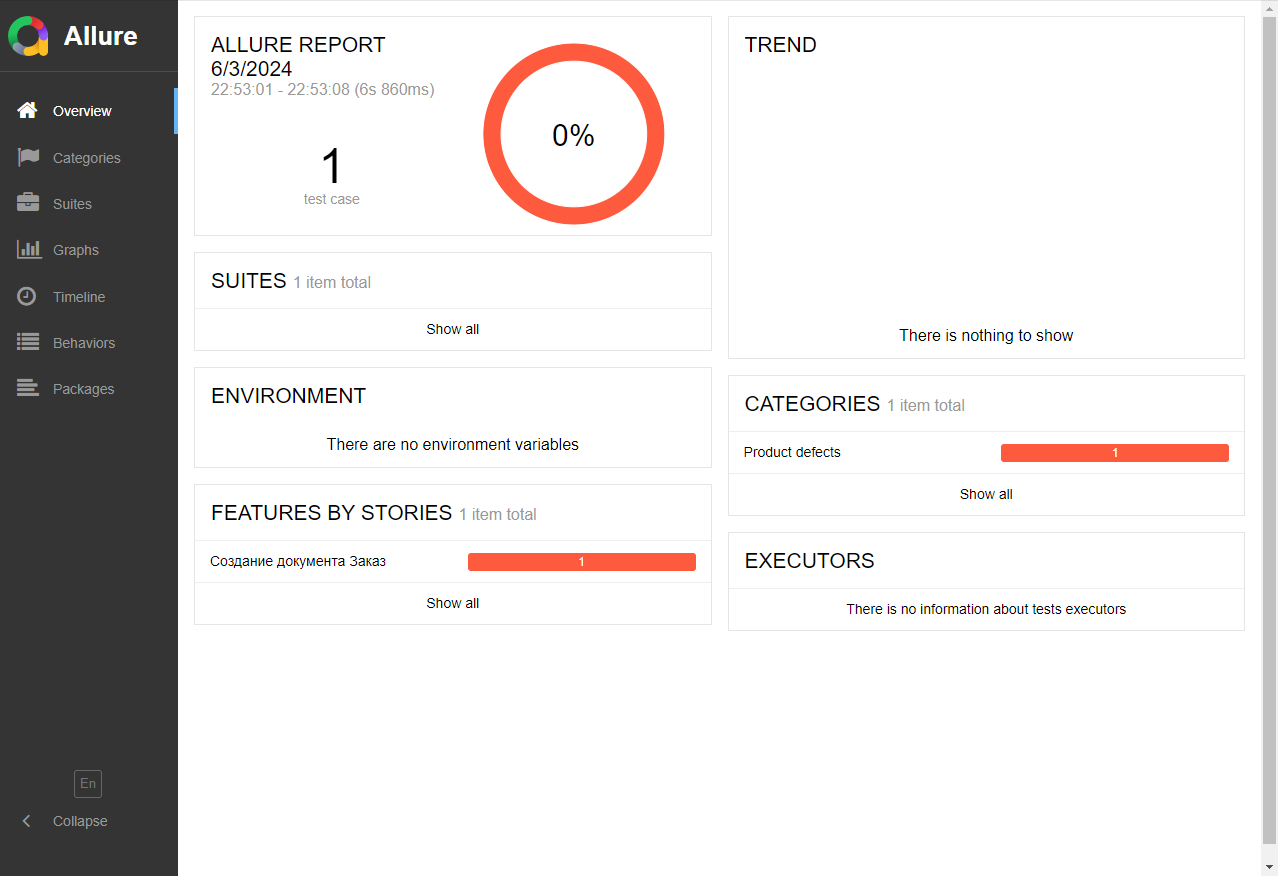 Allure
Overview
Categories
Suites
Graphs
Timeline
Behaviors
Packages
En
Collapse
ALLURE REPORT
6/3/2024
22:53:01 - 22:53:08 (6s 860ms)
1
test case
0%
SUITES 1 item total
Show all
ENVIRONMENT
There are no environment variables
FEATURES BY STORIES 1 item total
Создание документа Заказ 1
Show all
TREND
There is nothing to show
CATEGORIES 1 item total
Product defects 1
Show all
EXECUTORS
There is no information about tests executors